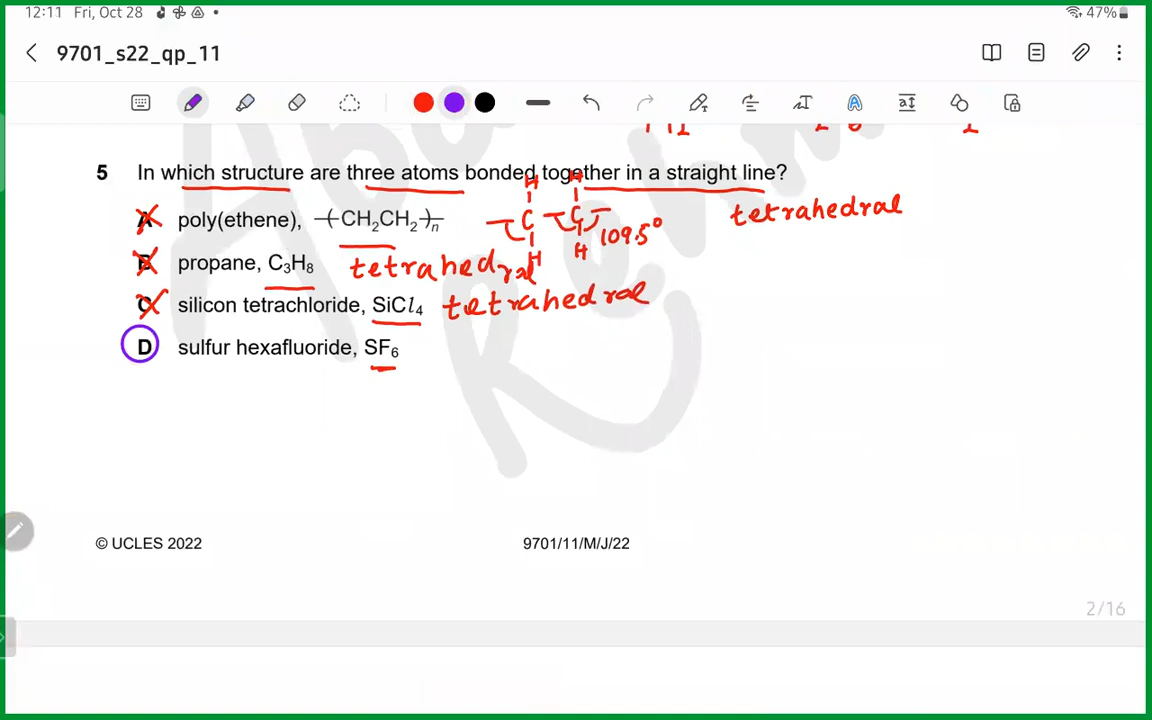 12:11 Fri, Oct 28
47%
9701_s22_qp_11
5 In which structure are three atoms bonded together in a straight line?
A poly(ethene), -(CH₂CH₂)-n
H H
C C
H H
109.5°
tetrahedral
B propane, C₃H₈ tetrahedral
C silicon tetrachloride, SiCl₄ tetrahedral
D sulfur hexafluoride, SF₆
© UCLES 2022
9701/11/M/J/22
2/16